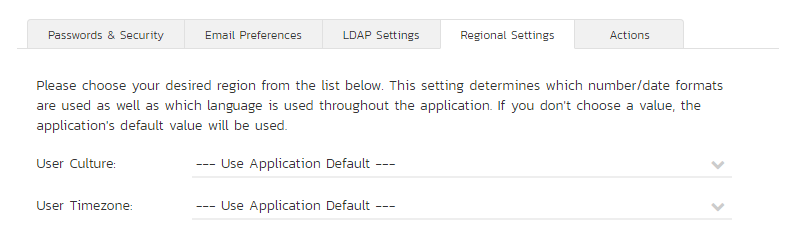 Passwords & Security Email Preferences LDAP Settings Regional Settings Actions
Please choose your desired region from the list below. This setting determines which number/date formats
are used as well as which language is used throughout the application. If you don't choose a value, the
application's default value will be used.
User Culture: --- Use Application Default ---
User Timezone: --- Use Application Default ---